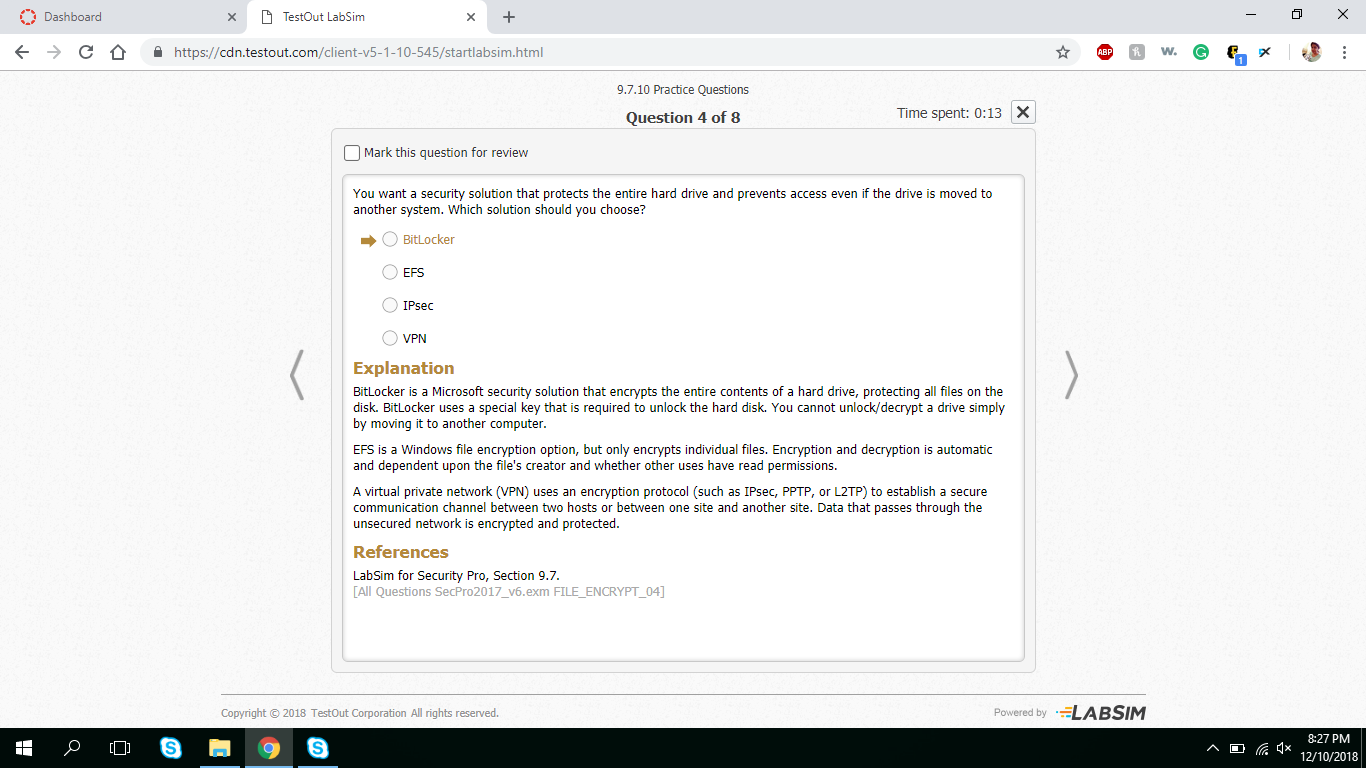 Dashboard
TestOut LabSim
https://cdn.testout.com/client-v5-1-10-545/startlabsim.html
ABP
w.
1
9.7.10 Practice Questions
Question 4 of 8
Time spent: 0:13
Mark this question for review
You want a security solution that protects the entire hard drive and prevents access even if the drive is moved to
another system. Which solution should you choose?
BitLocker
EFS
IPsec
VPN
Explanation
BitLocker is a Microsoft security solution that encrypts the entire contents of a hard drive, protecting all files on the
disk. BitLocker uses a special key that is required to unlock the hard disk. You cannot unlock/decrypt a drive simply
by moving it to another computer.
EFS is a Windows file encryption option, but only encrypts individual files. Encryption and decryption is automatic
and dependent upon the file's creator and whether other uses have read permissions.
A virtual private network (VPN) uses an encryption protocol (such as IPsec, PPTP, or L2TP) to establish a secure
communication channel between two hosts or between one site and another site. Data that passes through the
unsecured network is encrypted and protected.
References
LabSim for Security Pro, Section 9.7.
[All Questions SecPro2017_v6.exm FILE_ENCRYPT_04]
Copyright © 2018 TestOut Corporation All rights reserved.
Powered by LABSIM
8:27 PM
12/10/2018